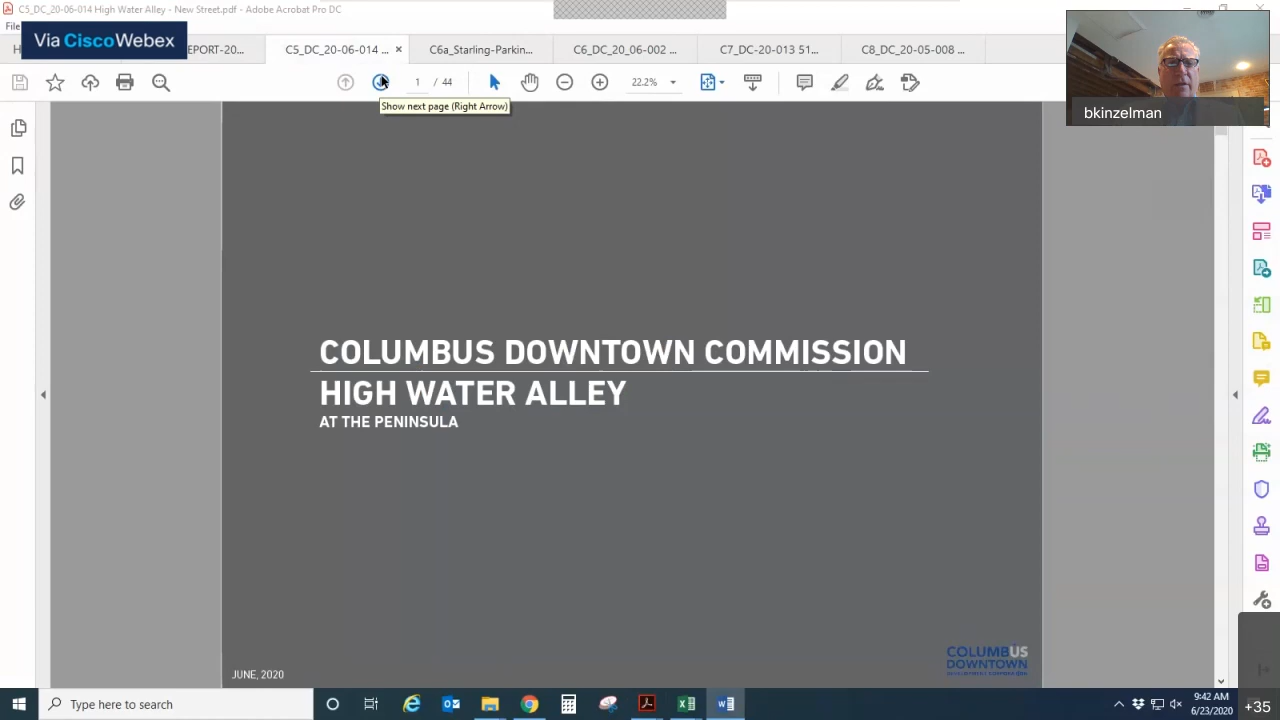 C5_DC_20-06-014 High Water Alley - New Street.pdf - Adobe Acrobat Pro DC
File
Via Cisco Webex
H
EPORT-20...
C5_DC_20-06-014 ... ×
C6a_Starling-Parkin...
C6_DC_20_06-002 ...
C7_DC-20-013 51...
C8_DC_20-05-008 ...
1 / 44
22.2%
Show next page (Right Arrow)
bkinzelman
COLUMBUS DOWNTOWN COMMISSION
HIGH WATER ALLEY
AT THE PENINSULA
JUNE, 2020
COLUMBUS
DOWNTOWN
Type here to search
9:42 AM
6/23/2020
+35